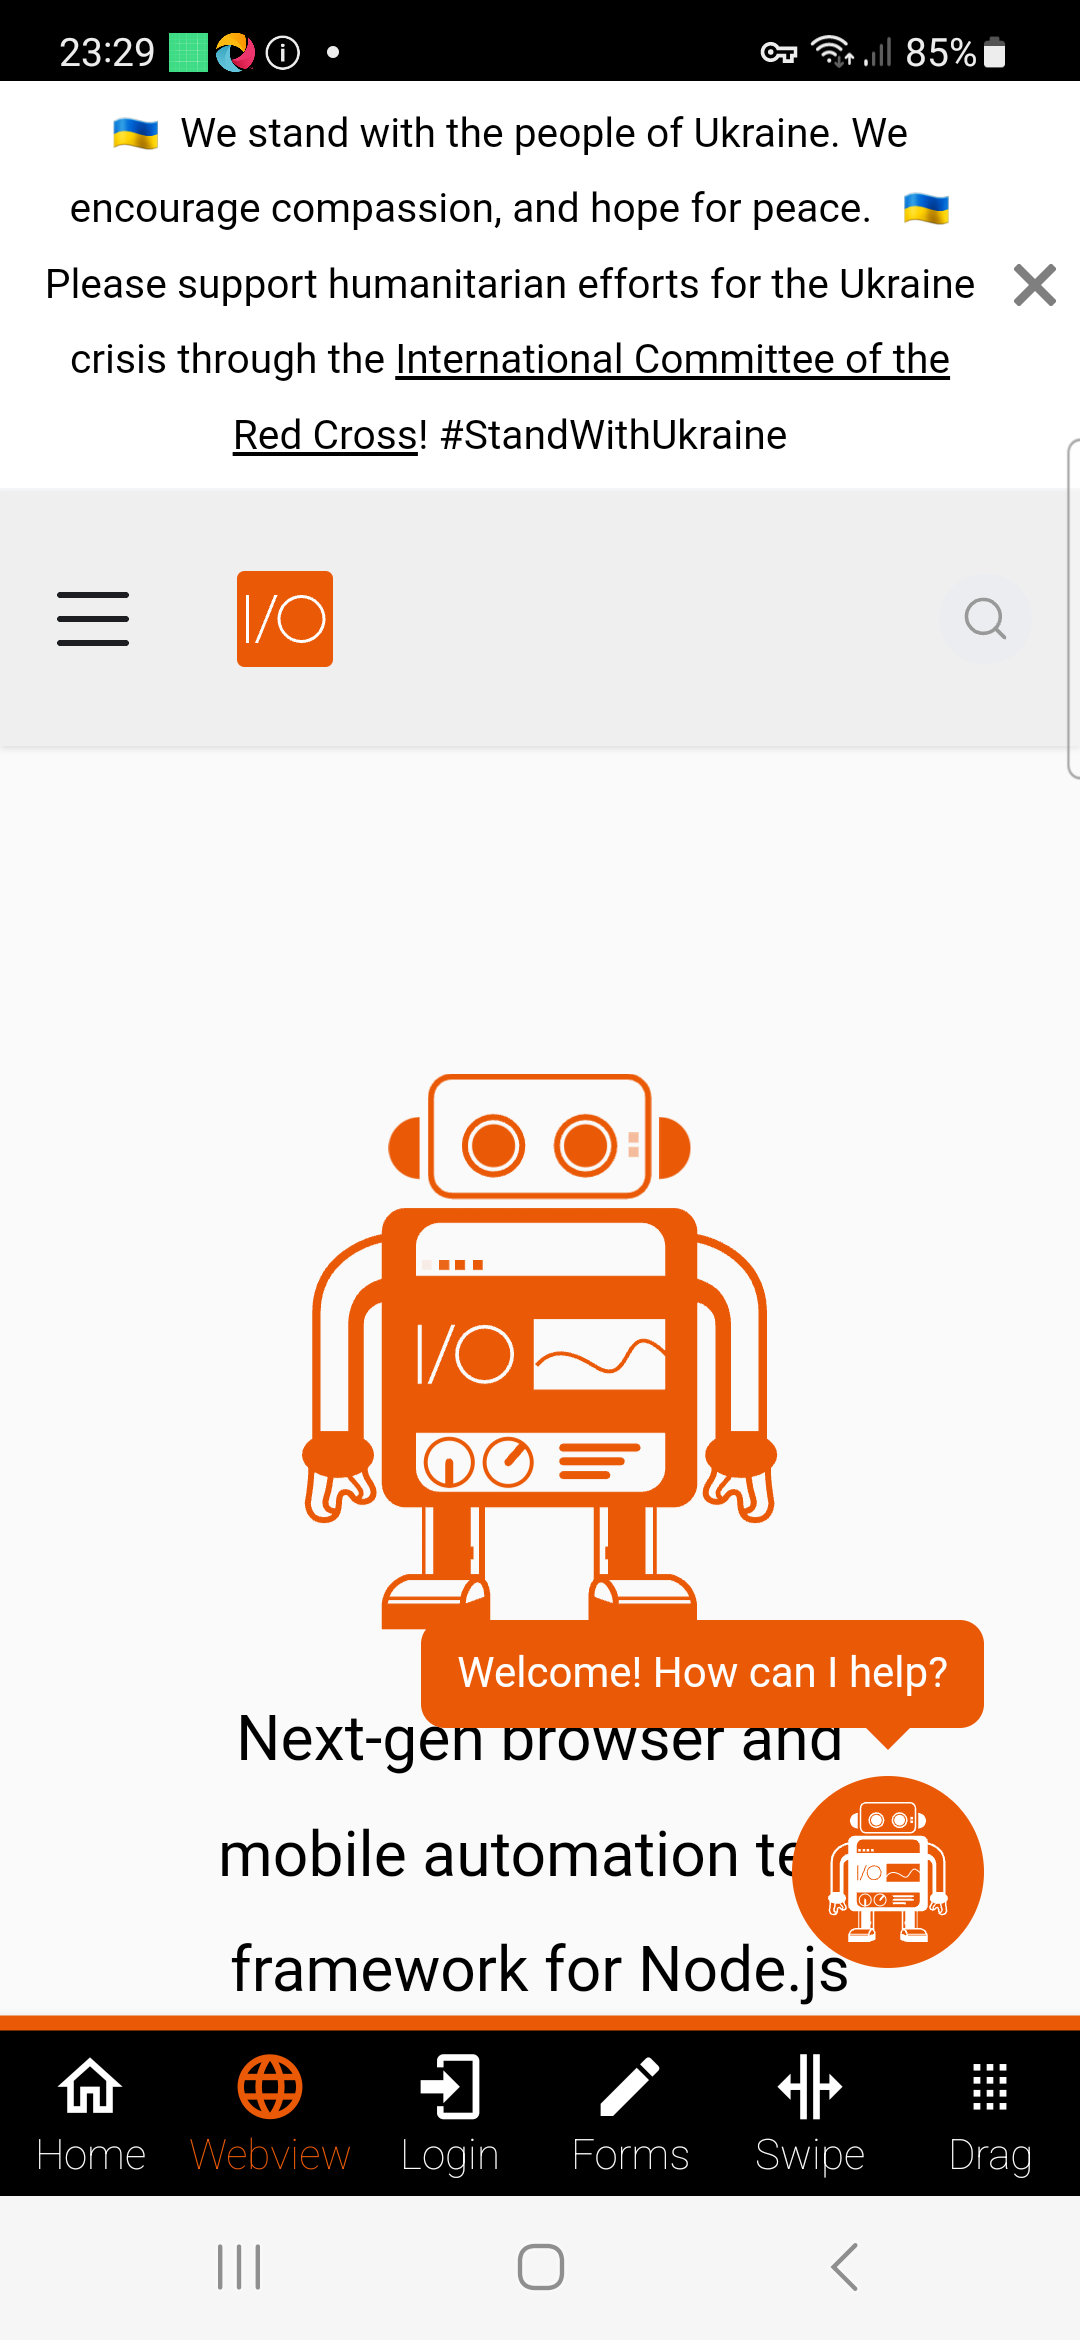 23:29
85%
We stand with the people of Ukraine. We
encourage compassion, and hope for peace.
Please support humanitarian efforts for the Ukraine
crisis through the International Committee of the
Red Cross! #StandWithUkraine
I/O
I/O
Welcome! How can I help?
Next-gen browser and
mobile automation te
I/O
framework for Node.js
Home Webview Login Forms Swipe Drag